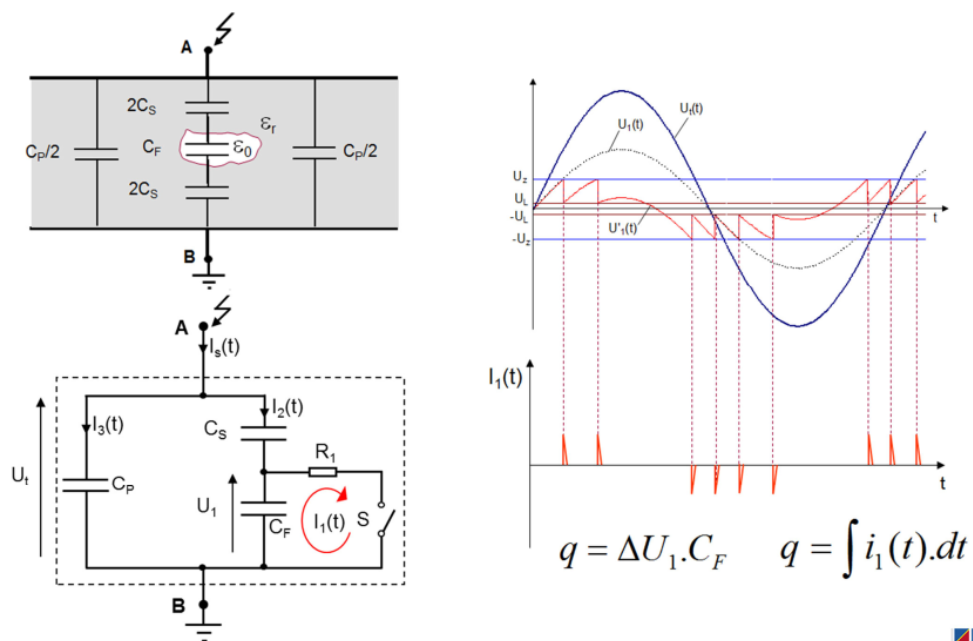 A
2C_S
C_F
ε_0
ε_r
C_P/2
C_P/2
2C_S
B
A
I_s(t)
I_3(t)
I_2(t)
C_S
R_1
U_t
C_P
U_1
C_F
I_1(t)
S
B
U_t(t)
U_1(t)
U_z
U_L
-U_L
-U_z
U'_1(t)
t
I_1(t)
t
q = ΔU_1.C_F
q = ∫ i_1(t).dt